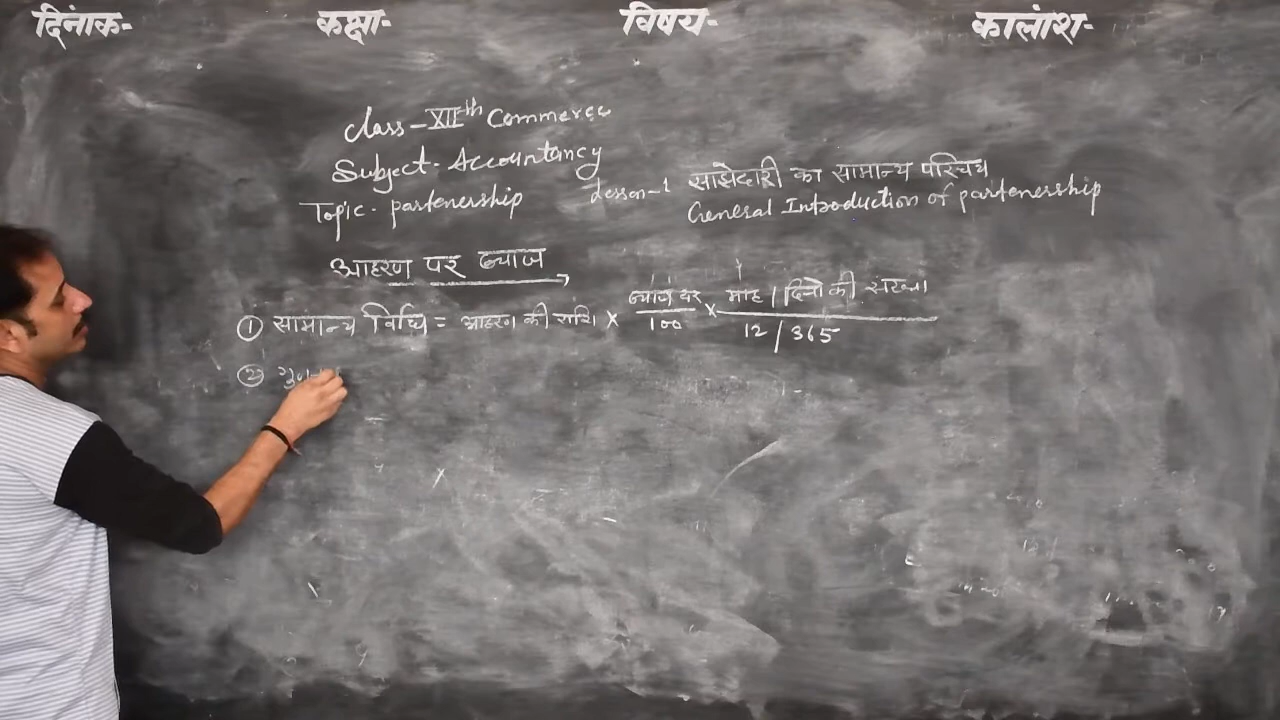 दिनांक- कक्षा- विषय- कालांश-
Class-XIIth Commerce
Subject- Accountancy
Topic- partenership
Lesson-1 साझेदारी का सामान्य परिचय
General Introduction of partenership
आहरण पर ब्याज
① सामान्य विधि = आहरण की राशि × ब्याज दर / 100 × माह / दिनो की संख्या / 12 / 365
②